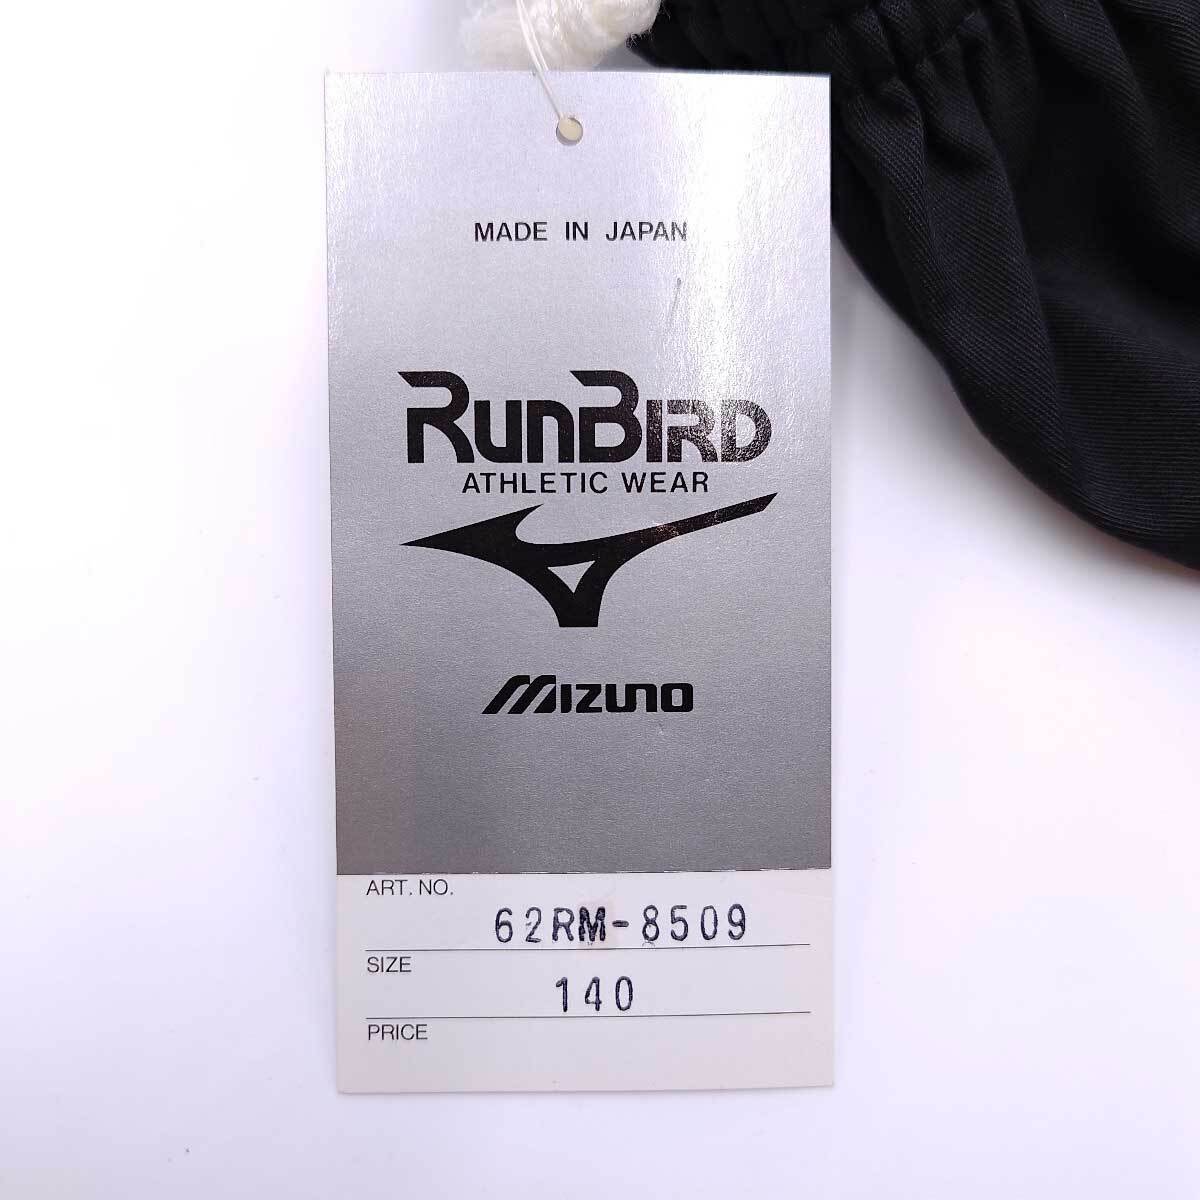 MADE IN JAPAN
RUNBIRD
ATHLETIC WEAR
MIZUNO
ART. NO.
62RM-8509
SIZE
140
PRICE